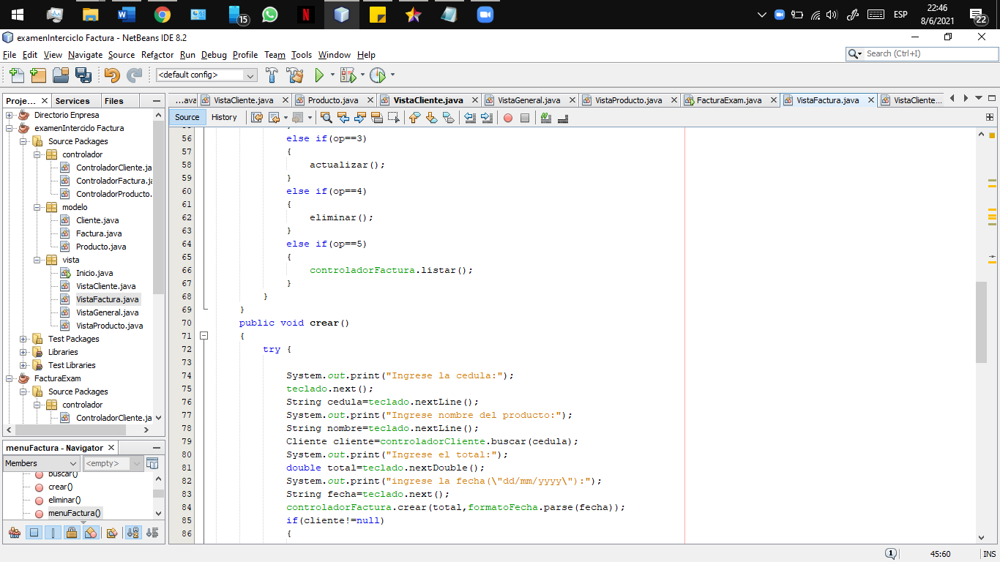 15
ESP
22:46
8/6/2021
22
examenInterciclo Factura - NetBeans IDE 8.2
File Edit View Navigate Source Refactor Run Debug Profile Team Tools Window Help
Search (Ctrl+I)
<default config>
Proje... Services Files
...ava VistaCliente.java Producto.java VistaCliente.java VistaGeneral.java VistaProducto.java FacturaExam.java VistaFactura.java VistaCliente...
Source History
Directorio Enpresa
examenInterciclo Factura
Source Packages
controlador
ControladorCliente.ja
ControladorFactura.ja
ControladorProducto.
modelo
Cliente.java
Factura.java
Producto.java
vista
Inicio.java
VistaCliente.java
VistaFactura.java
VistaGeneral.java
VistaProducto.java
Test Packages
Libraries
Test Libraries
FacturaExam
Source Packages
controlador
ControladorCliente.ja
menuFactura - Navigator
Members <empty>
buscar()
crear()
eliminar()
menuFactura()
56 else if(op==3)
57 {
58 actualizar();
59 }
60 else if(op==4)
61 {
62 eliminar();
63 }
64 else if(op==5)
65 {
66 controladorFactura.listar();
67 }
68 }
69 }
70 public void crear()
71 {
72 try {
73
74 System.out.print("Ingrese la cedula:");
75 teclado.next();
76 String cedula=teclado.nextLine();
77 System.out.print("Ingrese nombre del producto:");
78 String nombre=teclado.nextLine();
79 Cliente cliente=controladorCliente.buscar(cedula);
80 System.out.print("Ingrese el total:");
81 double total=teclado.nextDouble();
82 System.out.print("ingrese la fecha(\"dd/mm/yyyy\"):");
83 String fecha=teclado.next();
84 controladorFactura.crear(total,formatoFecha.parse(fecha));
85 if(cliente!=null)
86 {
1
45:60
INS